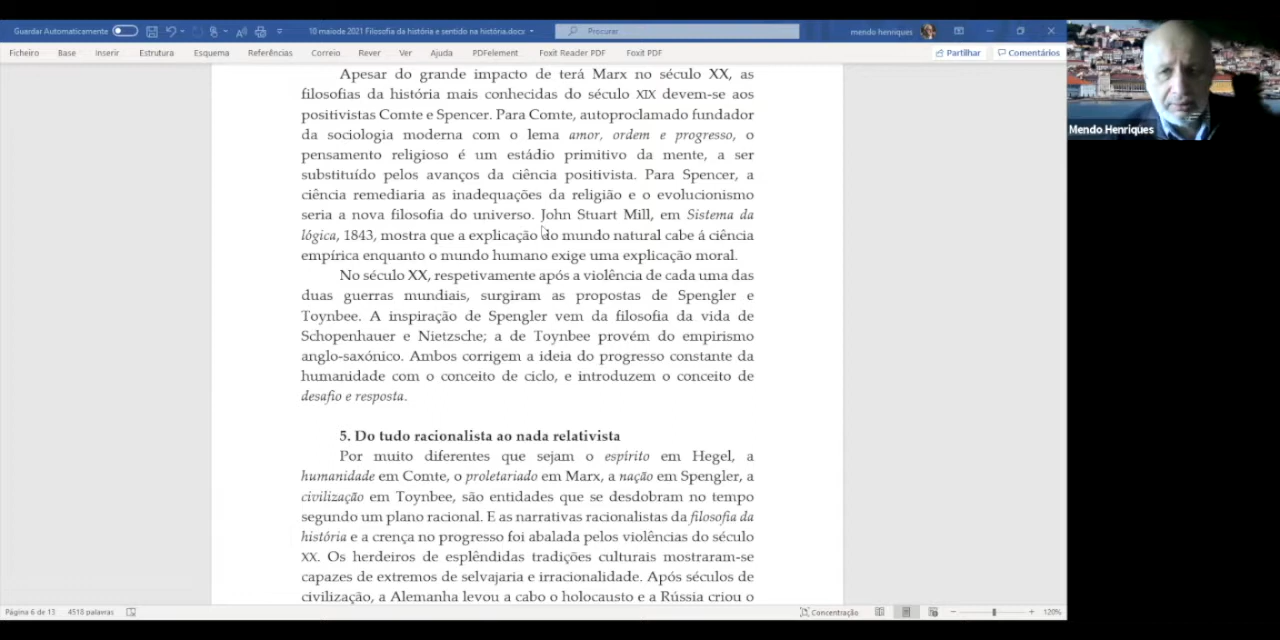 Guardar Automaticamente
10 maiode 2021 Filosofia da história e sentido na história.docx
Procurar
mendo henriques
Ficheiro Base Inserir Estrutura Esquema Referências Correio Rever Ver Ajuda PDFelement Foxit Reader PDF Foxit PDF Partilhar Comentários
Mendo Henriques
Apesar do grande impacto de terá Marx no século XX, as
filosofias da história mais conhecidas do século XIX devem-se aos
positivistas Comte e Spencer. Para Comte, autoproclamado fundador
da sociologia moderna com o lema amor, ordem e progresso, o
pensamento religioso é um estádio primitivo da mente, a ser
substituído pelos avanços da ciência positivista. Para Spencer, a
ciência remediaria as inadequações da religião e o evolucionismo
seria a nova filosofia do universo. John Stuart Mill, em Sistema da
lógica, 1843, mostra que a explicação do mundo natural cabe á ciência
empírica enquanto o mundo humano exige uma explicação moral.
No século XX, respetivamente após a violência de cada uma das
duas guerras mundiais, surgiram as propostas de Spengler e
Toynbee. A inspiração de Spengler vem da filosofia da vida de
Schopenhauer e Nietzsche; a de Toynbee provém do empirismo
anglo-saxónico. Ambos corrigem a ideia do progresso constante da
humanidade com o conceito de ciclo, e introduzem o conceito de
desafio e resposta.
5. Do tudo racionalista ao nada relativista
Por muito diferentes que sejam o espírito em Hegel, a
humanidade em Comte, o proletariado em Marx, a nação em Spengler, a
civilização em Toynbee, são entidades que se desdobram no tempo
segundo um plano racional. E as narrativas racionalistas da filosofia da
história e a crença no progresso foi abalada pelos violências do século
XX. Os herdeiros de esplêndidas tradições culturais mostraram-se
capazes de extremos de selvajaria e irracionalidade. Após séculos de
civilização, a Alemanha levou a cabo o holocausto e a Rússia criou o
Página 6 de 13 4518 palavras Concentração 120%